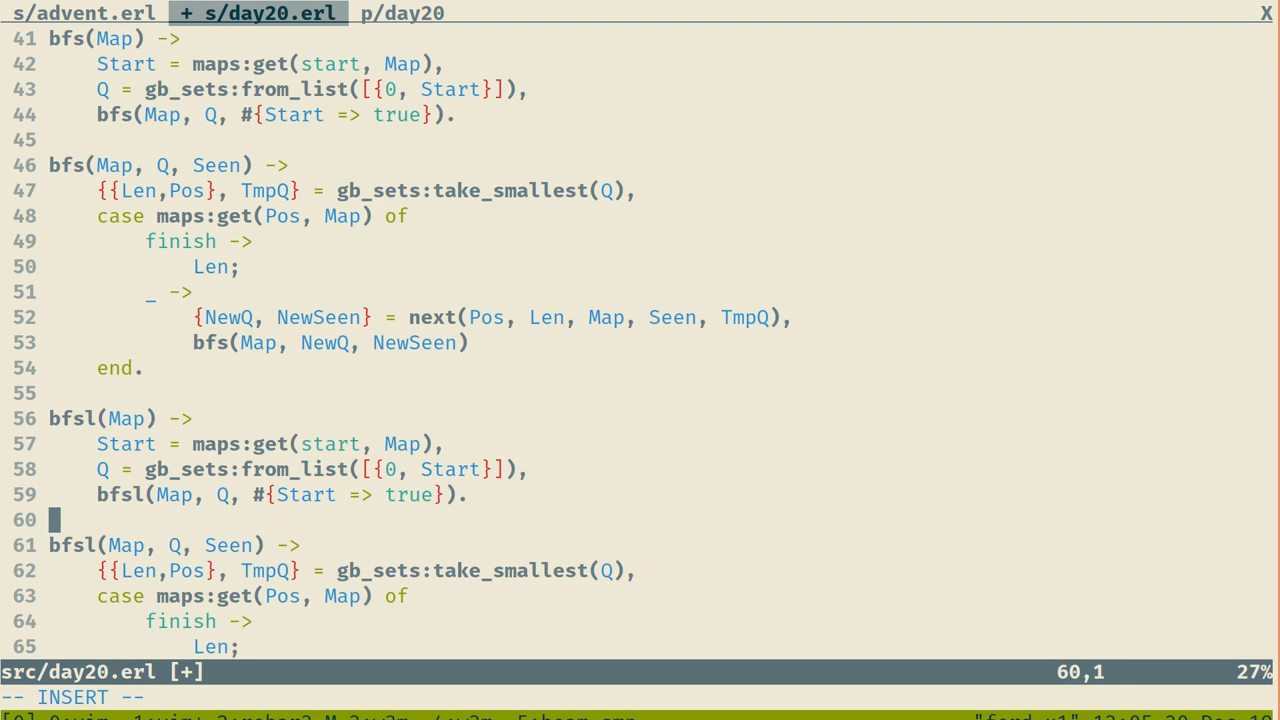 s/advent.erl + s/day20.erl p/day20 X
41 bfs(Map) ->
42     Start = maps:get(start, Map),
43     Q = gb_sets:from_list([{0, Start}]),
44     bfs(Map, Q, #{Start => true}).
45
46 bfs(Map, Q, Seen) ->
47     {{Len,Pos}, TmpQ} = gb_sets:take_smallest(Q),
48     case maps:get(Pos, Map) of
49         finish ->
50             Len;
51         _ ->
52             {NewQ, NewSeen} = next(Pos, Len, Map, Seen, TmpQ),
53             bfs(Map, NewQ, NewSeen)
54     end.
55
56 bfsl(Map) ->
57     Start = maps:get(start, Map),
58     Q = gb_sets:from_list([{0, Start}]),
59     bfsl(Map, Q, #{Start => true}).
60
61 bfsl(Map, Q, Seen) ->
62     {{Len,Pos}, TmpQ} = gb_sets:take_smallest(Q),
63     case maps:get(Pos, Map) of
64         finish ->
65             Len;
src/day20.erl [+] 60,1 27%
-- INSERT --